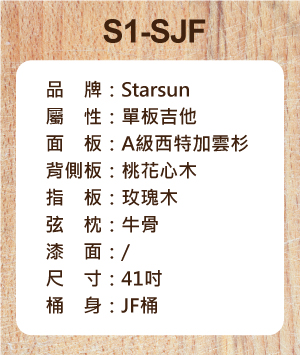 S1-SJF
品　牌：Starsun
屬　性：單板吉他
面　板：A級西特加雲杉
背側板：桃花心木
指　板：玫瑰木
弦　枕：牛骨
漆　面：/
尺　寸：41吋
桶　身：JF桶